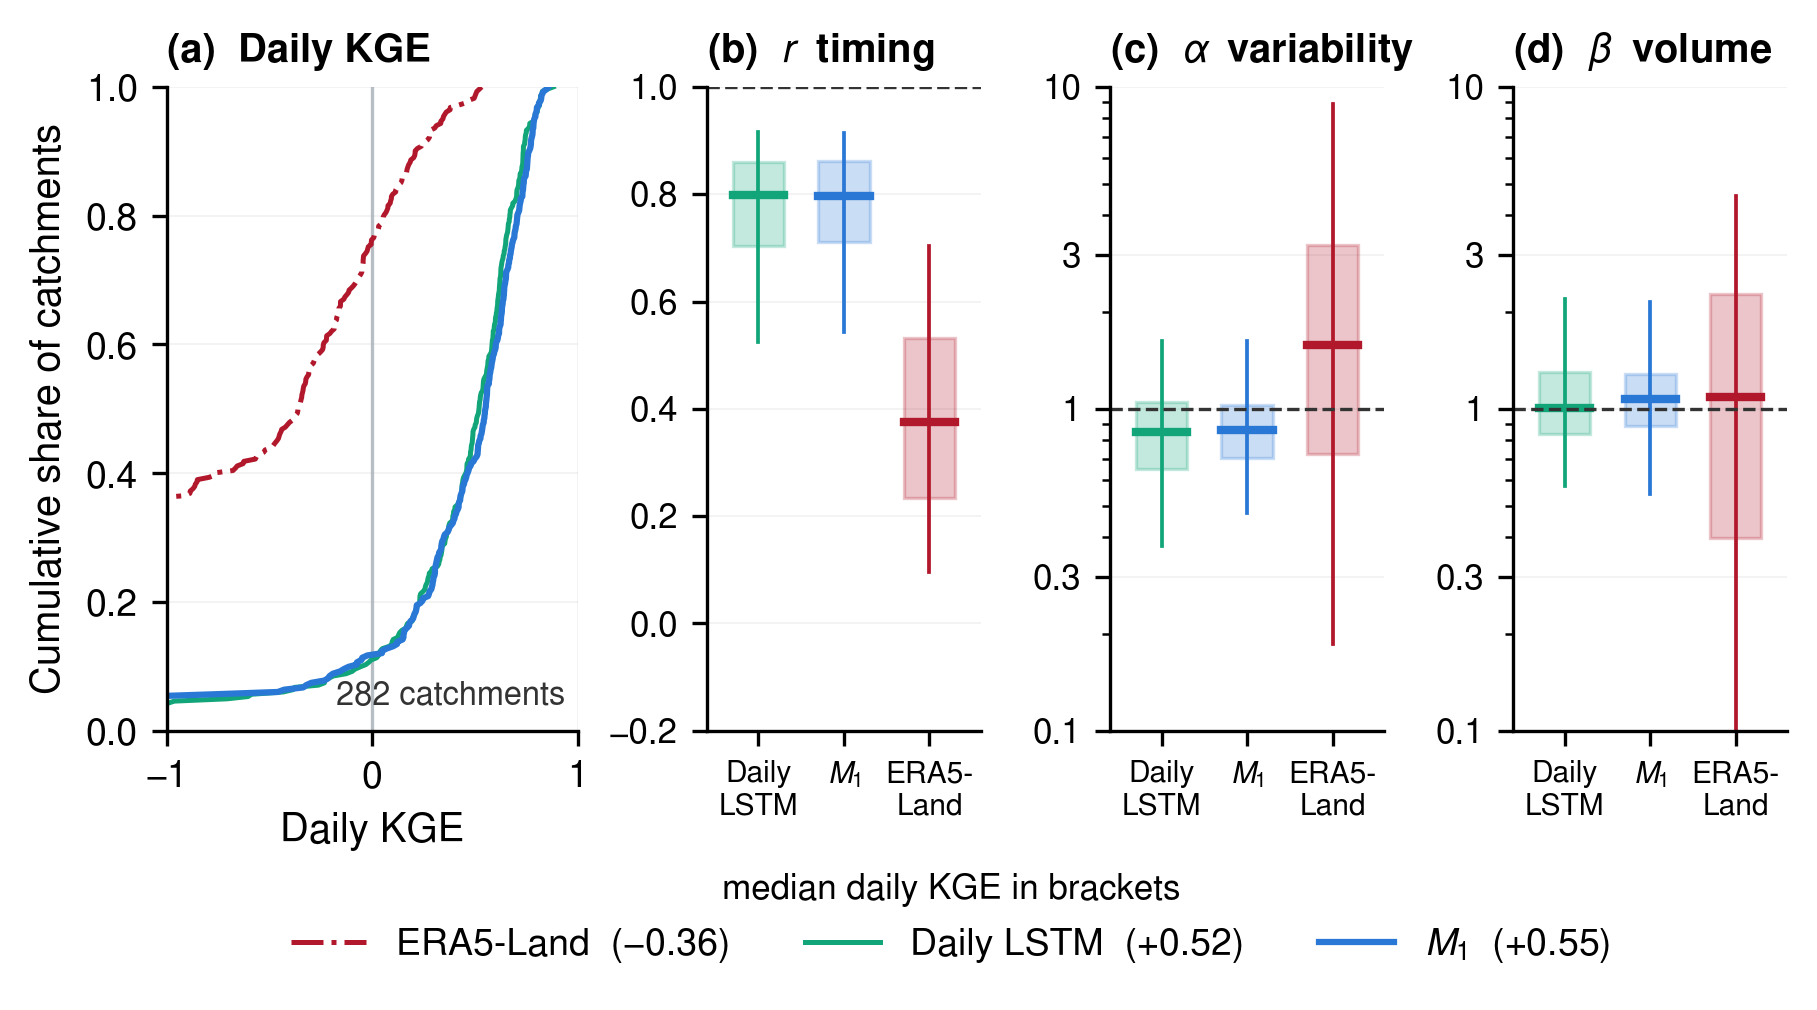 (a) Daily KGE
(b) r timing
(c) α variability
(d) β volume
Cumulative share of catchments
1.0
0.8
0.6
0.4
0.2
0.0
−1
0
1
Daily KGE
282 catchments
1.0
0.8
0.6
0.4
0.2
0.0
−0.2
Daily LSTM
M₁
ERA5-Land
10
3
1
0.3
0.1
Daily LSTM
M₁
ERA5-Land
10
3
1
0.3
0.1
Daily LSTM
M₁
ERA5-Land
median daily KGE in brackets
ERA5-Land (−0.36)
Daily LSTM (+0.52)
M₁ (+0.55)